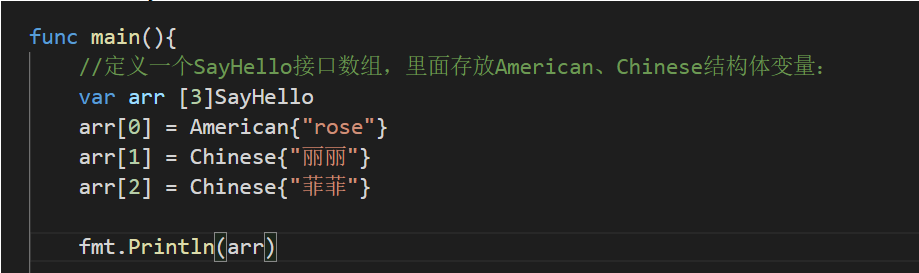 func main(){
//定义一个SayHello接口数组，里面存放American、Chinese结构体变量：
var arr [3]SayHello
arr[0] = American{"rose"}
arr[1] = Chinese{"丽丽"}
arr[2] = Chinese{"菲菲"}
fmt.Println(arr)